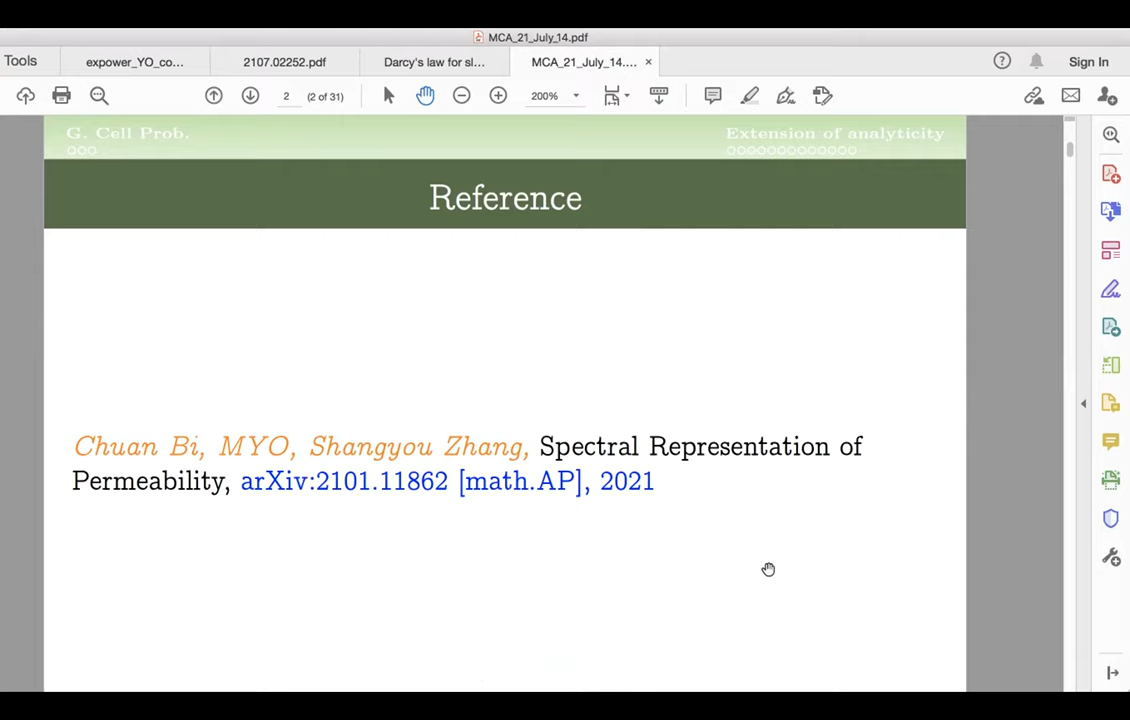 MCA_21_July_14.pdf
Tools
expower_YO_co...
2107.02252.pdf
Darcy's law for sl...
MCA_21_July_14....
×
Sign In
2
(2 of 31)
200%
G. Cell Prob.
Extension of analyticity
Reference
Chuan Bi, MYO, Shangyou Zhang, Spectral Representation of
Permeability, arXiv:2101.11862 [math.AP], 2021